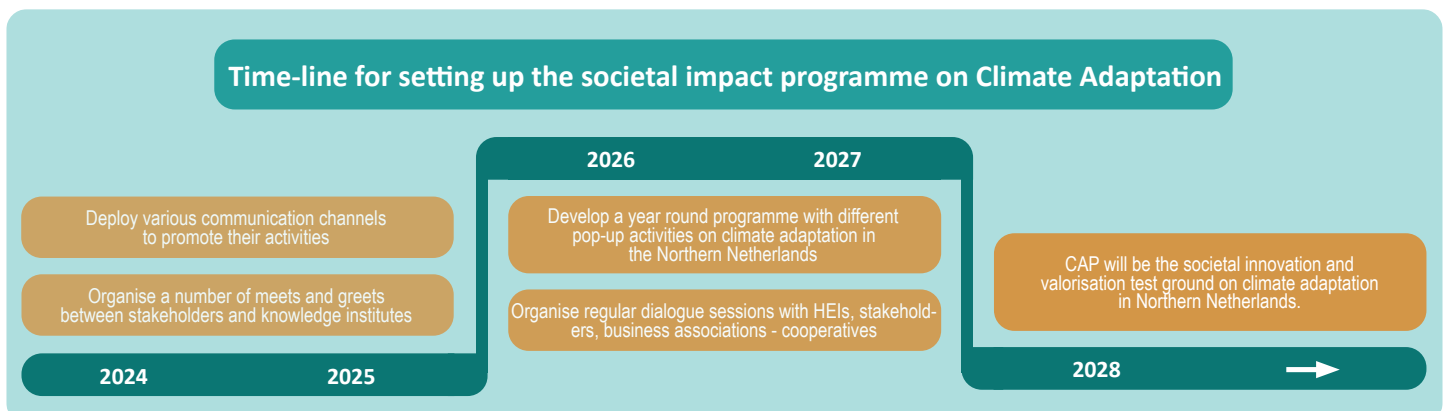 Time-line for setting up the societal impact programme on Climate Adaptation
Deploy various communication channels
to promote their activities
Organise a number of meets and greets
between stakeholders and knowledge institutes
2024 2025
2026 2027
Develop a year round programme with different
pop-up activities on climate adaptation in
the Northern Netherlands
Organise regular dialogue sessions with HEIs, stakehold-
ers, business associations - cooperatives
CAP will be the societal innovation and
valorisation test ground on climate adaptation
in Northern Netherlands.
2028